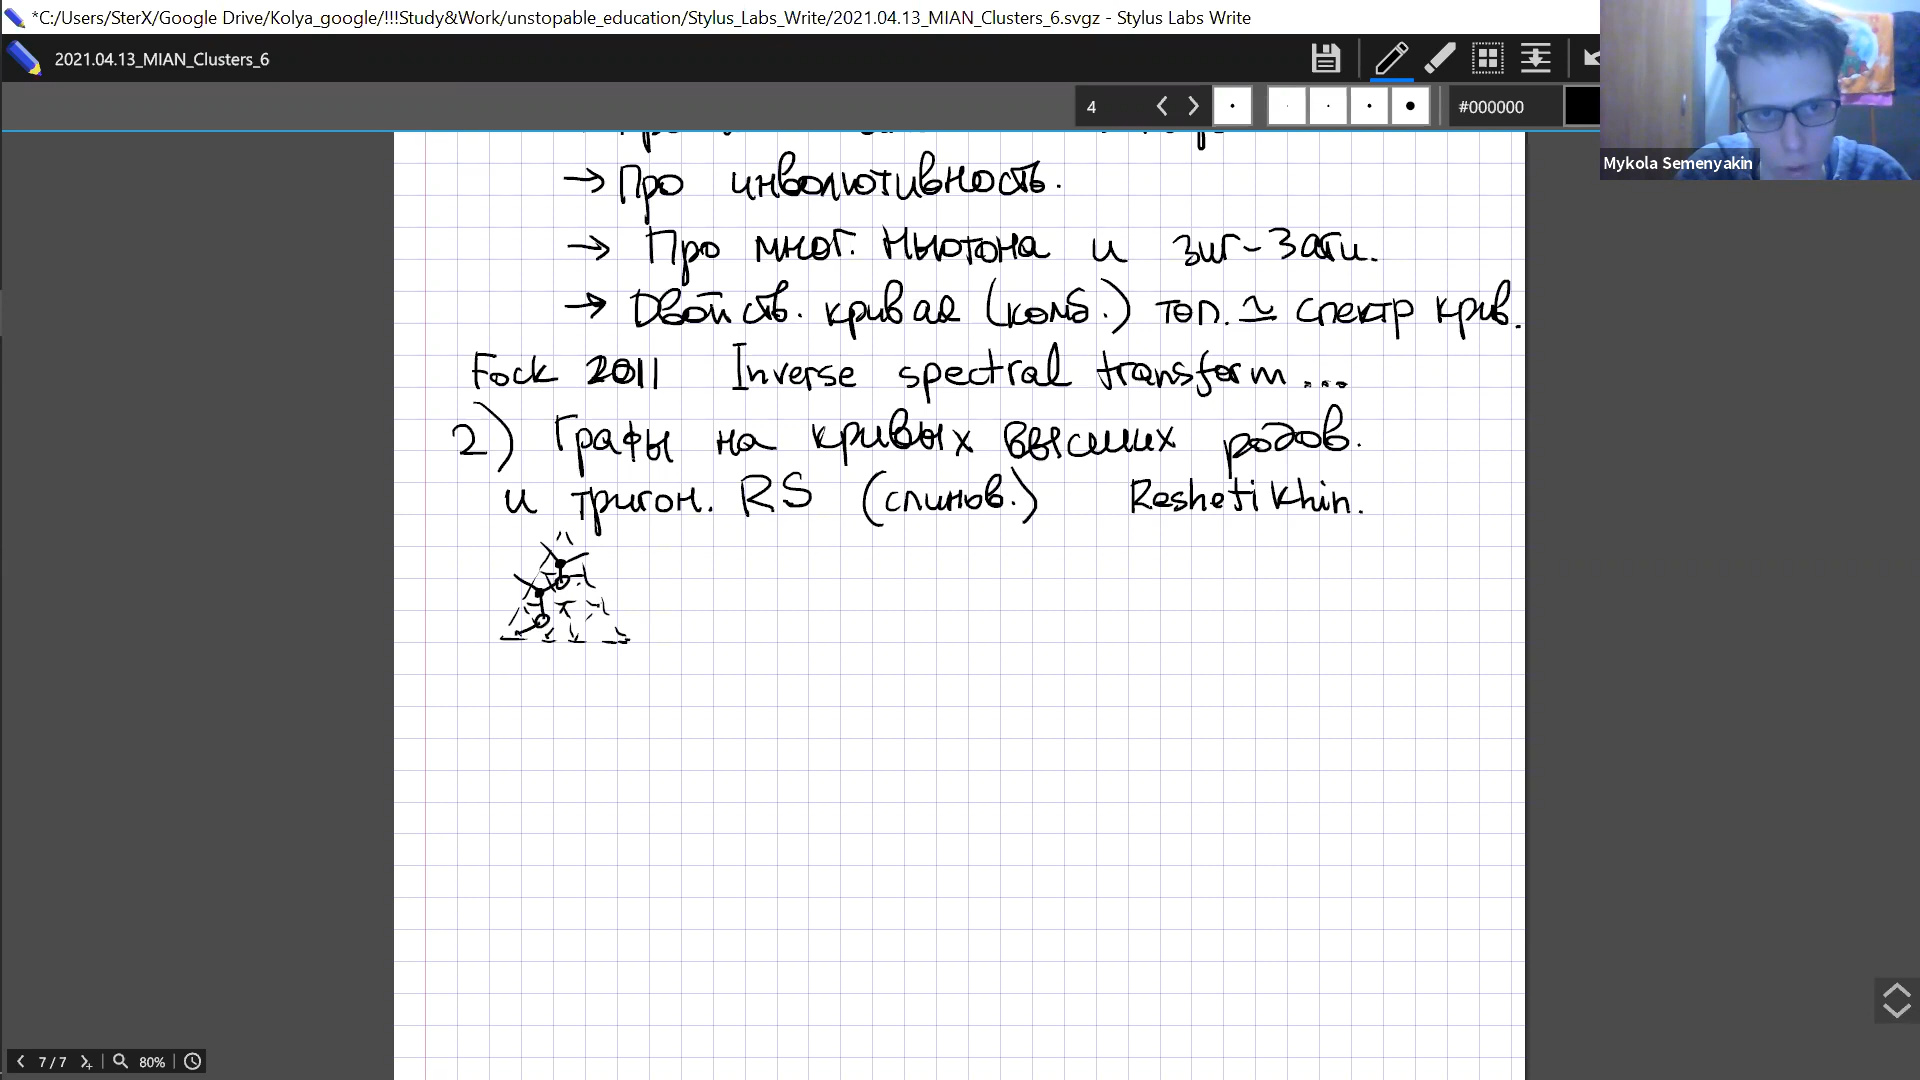 *C:/Users/SterX/Google Drive/Kolya_google/!!!Study&Work/unstopable_education/Stylus_Labs_Write/2021.04.13_MIAN_Clusters_6.svgz - Stylus Labs Write
2021.04.13_MIAN_Clusters_6
4
#000000
Mykola Semenyakin
→ Про инволютивность.
→ Про мног. Ньютона и зиг-заги.
→ Двойств. кривая (комб.) топ. ≃ спектр крив.
Fock 2011 Inverse spectral transform ...
2) Графы на кривых высших родов.
и тригон. RS (спинов.) Reshetikhin.
7 / 7
80%